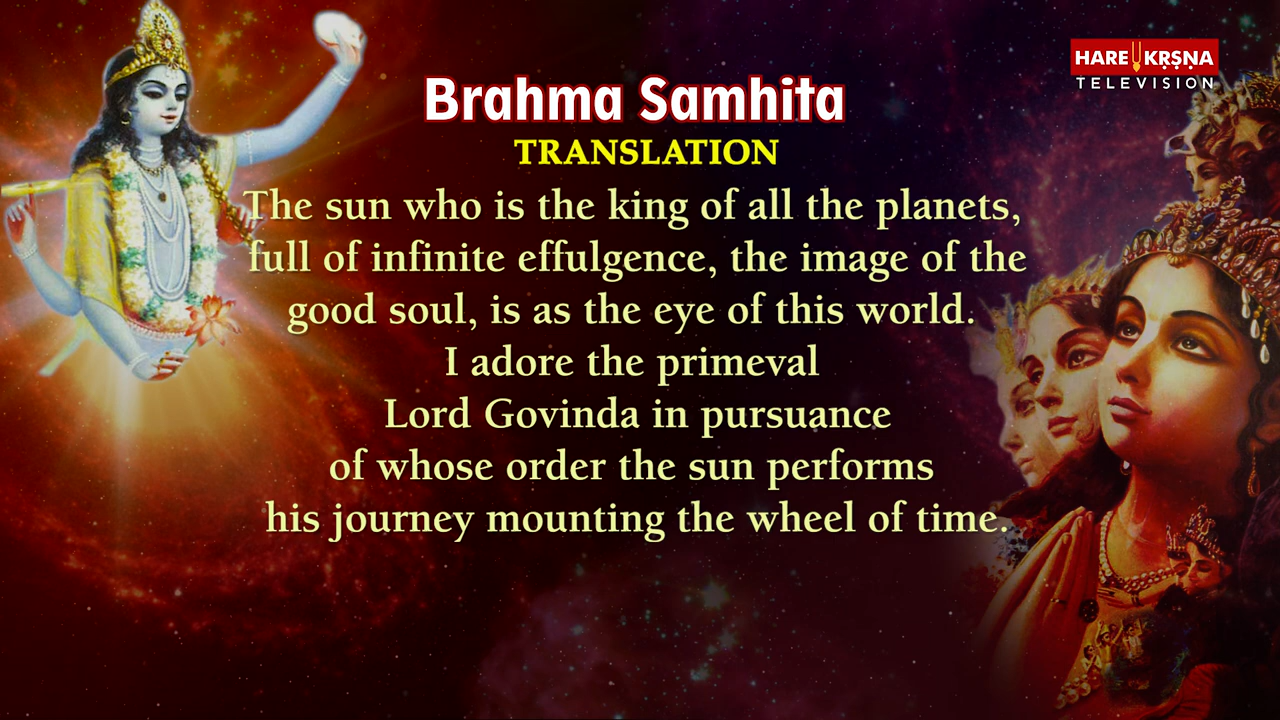 HARE KṚṢṆA
TELEVISION
Brahma Samhita
TRANSLATION
The sun who is the king of all the planets,
full of infinite effulgence, the image of the
good soul, is as the eye of this world.
I adore the primeval
Lord Govinda in pursuance
of whose order the sun performs
his journey mounting the wheel of time.